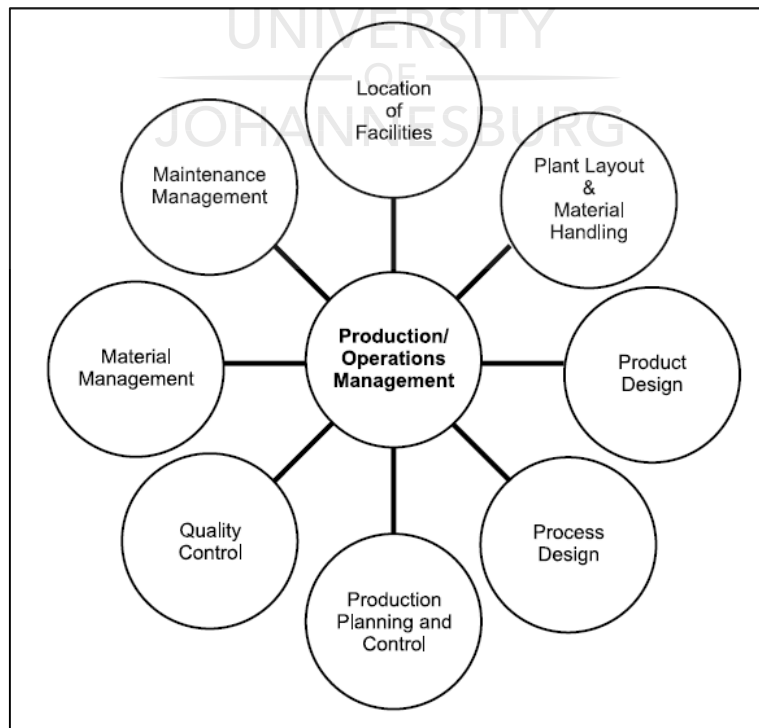 UNIVERSITY
OF
JOHANNESBURG
Location
of
Facilities
Plant Layout
&
Material
Handling
Product
Design
Process
Design
Production
Planning and
Control
Quality
Control
Material
Management
Maintenance
Management
Production/
Operations
Management